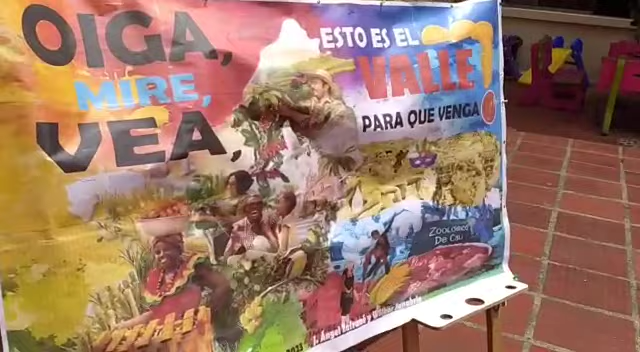 OIGA,
MIRE,
VEA,
ESTO ES EL
VALLE
PARA QUE VENGA!
ZOOLOGICO
DE CALI